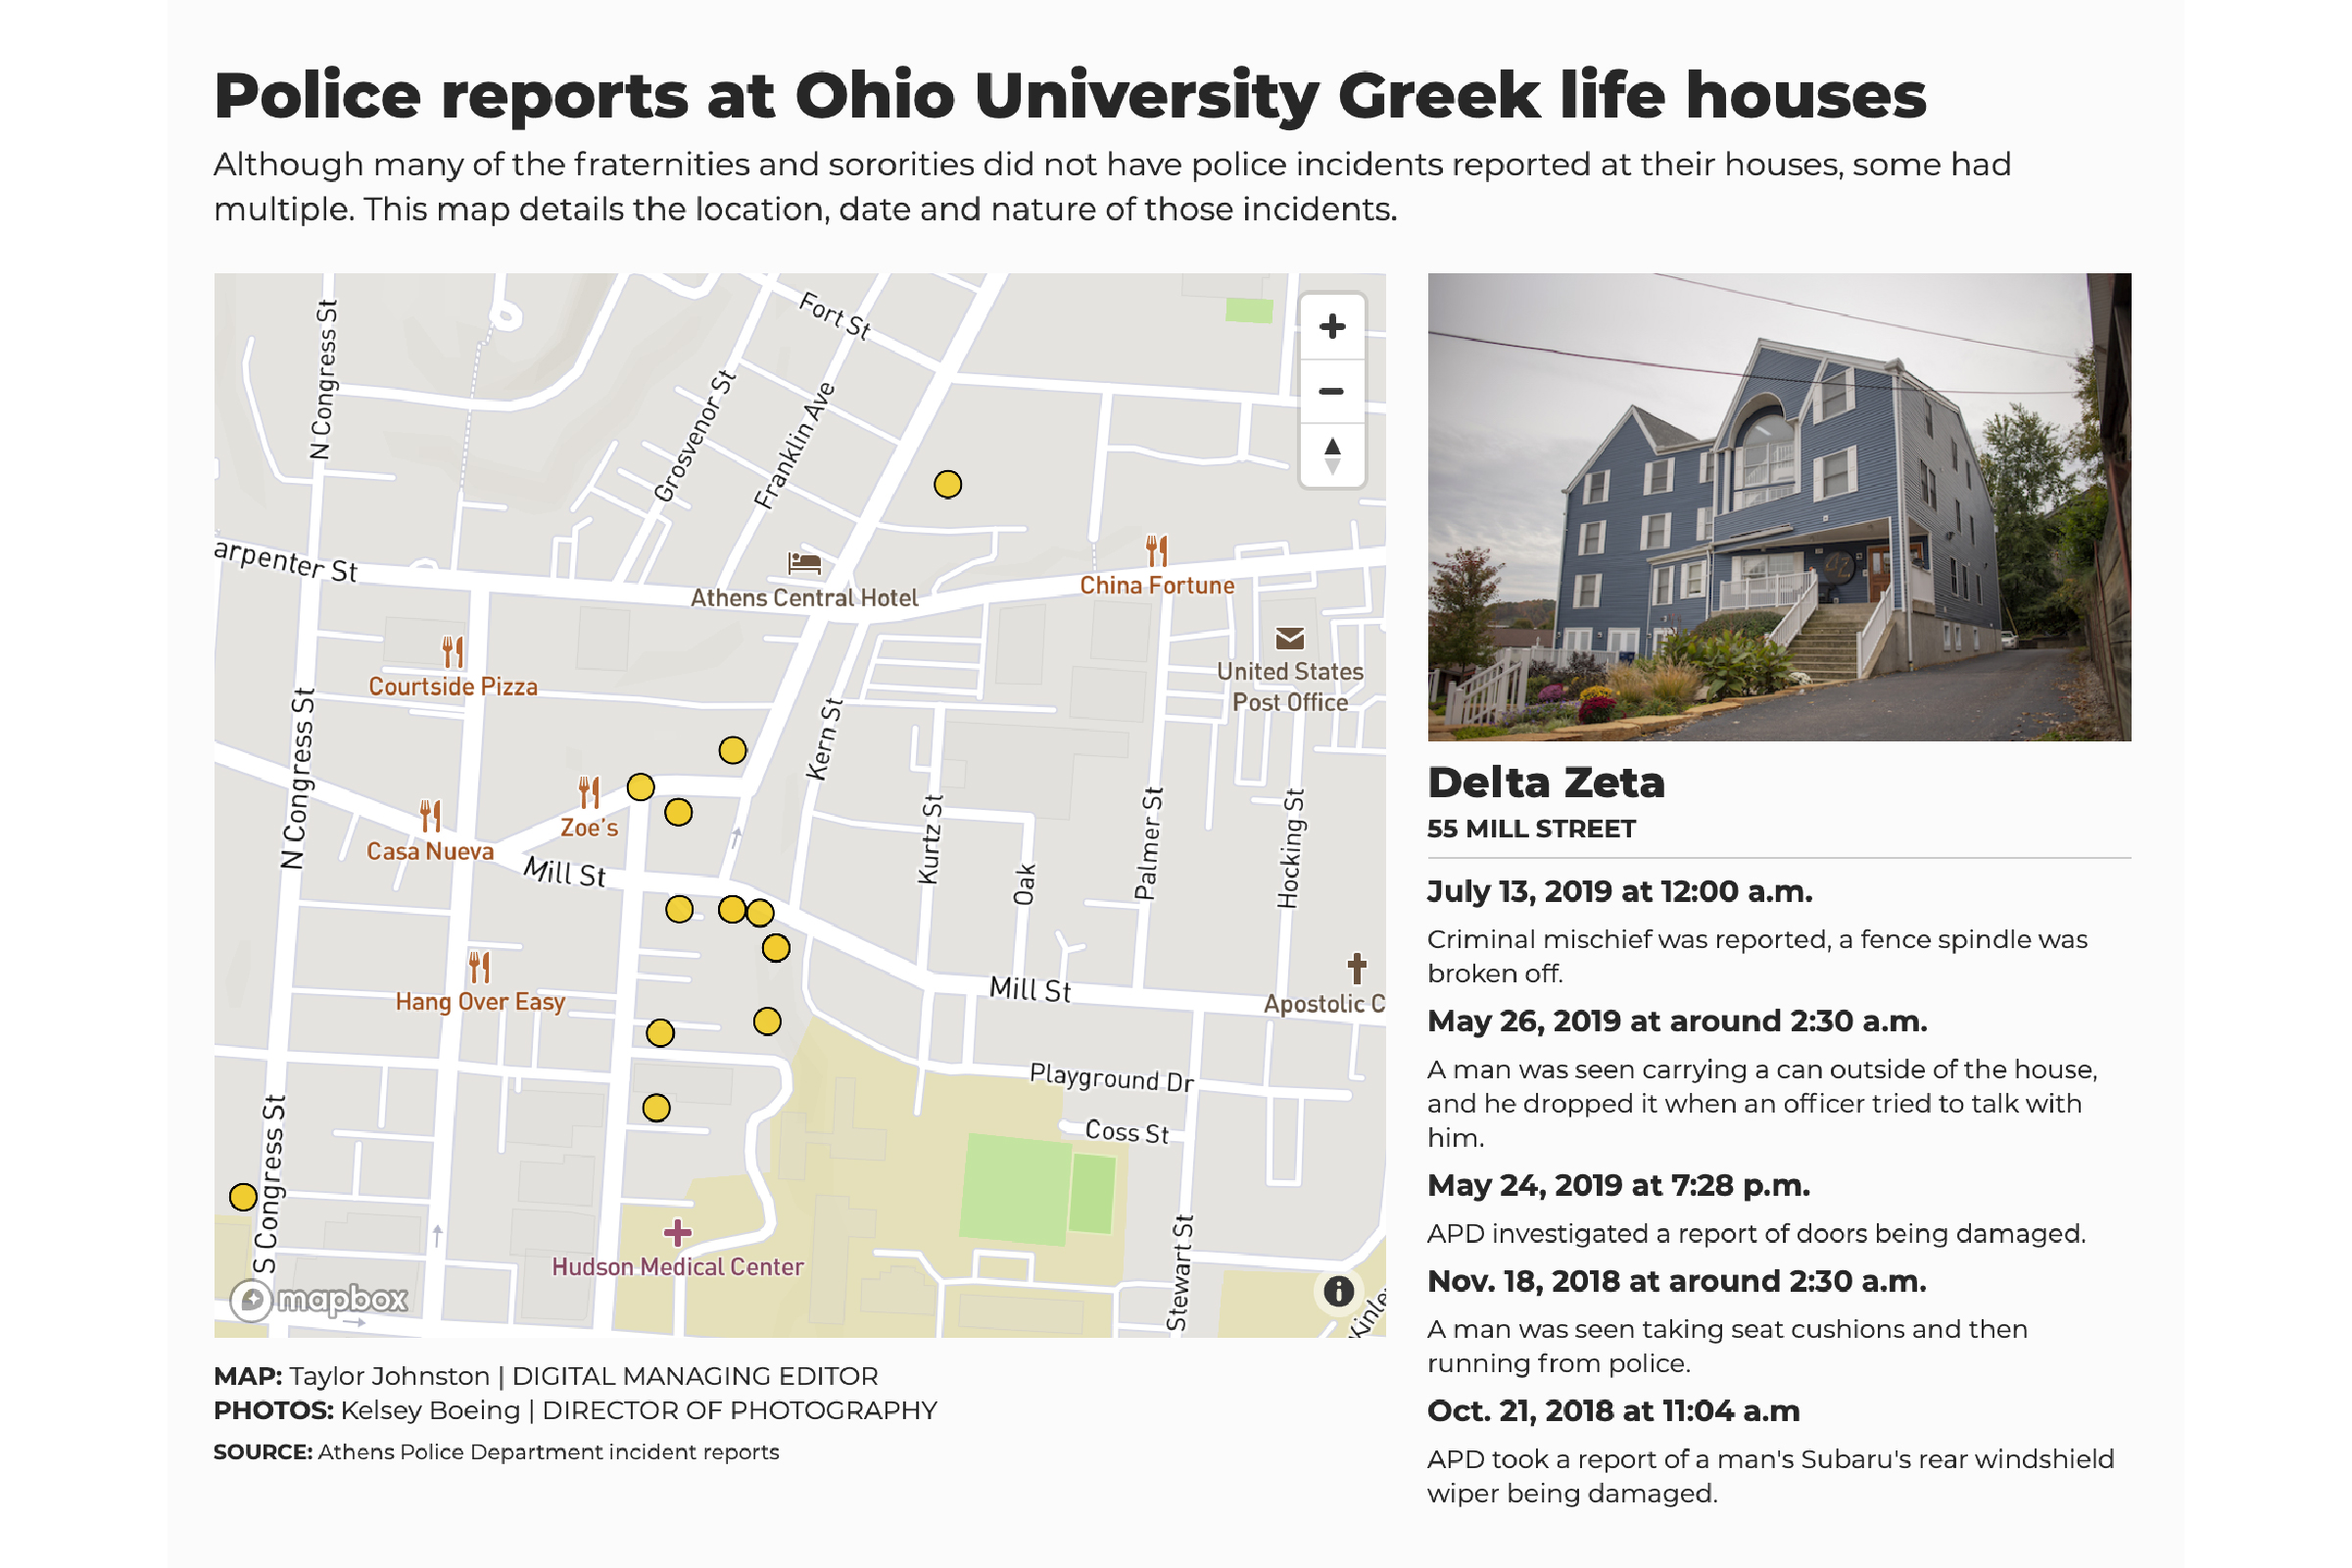 Police reports at Ohio University Greek life houses
Although many of the fraternities and sororities did not have police incidents reported at their houses, some had
multiple. This map details the location, date and nature of those incidents.
Fort St
N Congress St
Grosvenor St
Franklin Ave
arpenter St
Athens Central Hotel
China Fortune
United States
Post Office
Courtside Pizza
N Congress St
Kern St
Zoe's
Casa Nueva
Mill St
Kurtz St
Oak
Palmer St
Hocking St
Hang Over Easy
Mill St
Apostolic C
Playground Dr
Coss St
S Congress St
Hudson Medical Center
Stewart St
Kinle
mapbox
MAP: Taylor Johnston | DIGITAL MANAGING EDITOR
PHOTOS: Kelsey Boeing | DIRECTOR OF PHOTOGRAPHY
SOURCE: Athens Police Department incident reports
Delta Zeta
55 MILL STREET
July 13, 2019 at 12:00 a.m.
Criminal mischief was reported, a fence spindle was
broken off.
May 26, 2019 at around 2:30 a.m.
A man was seen carrying a can outside of the house,
and he dropped it when an officer tried to talk with
him.
May 24, 2019 at 7:28 p.m.
APD investigated a report of doors being damaged.
Nov. 18, 2018 at around 2:30 a.m.
A man was seen taking seat cushions and then
running from police.
Oct. 21, 2018 at 11:04 a.m
APD took a report of a man's Subaru's rear windshield
wiper being damaged.